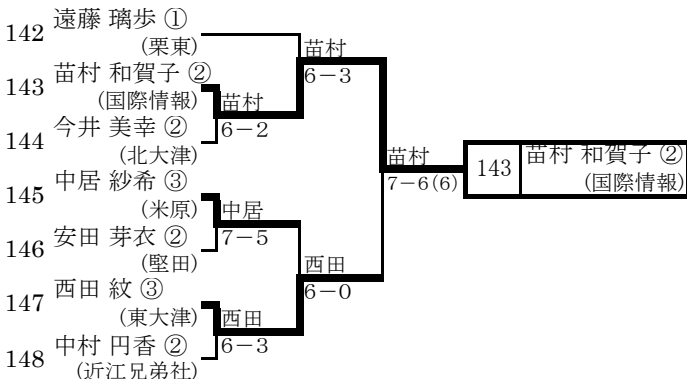 142 遠藤 璃歩 ①
(栗東)
143 苗村 和賀子 ②
(国際情報)
144 今井 美幸 ②
(北大津)
145 中居 紗希 ③
(米原)
146 安田 芽衣 ②
(堅田)
147 西田 紋 ③
(東大津)
148 中村 円香 ②
(近江兄弟社)
苗村
6－2
中居
7－5
西田
6－3
苗村
6－3
西田
6－0
苗村
7－6(6)
143 苗村 和賀子 ②
(国際情報)